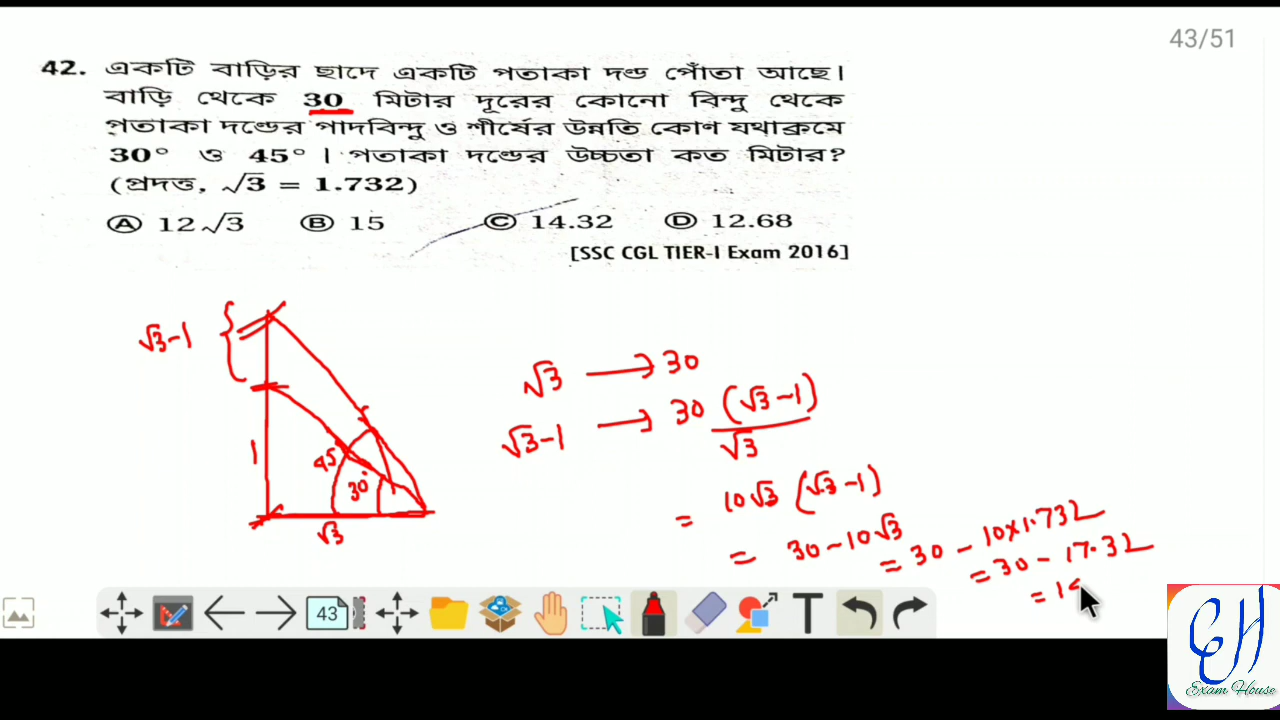 43/51
42. একটি বাড়ির ছাদে একটি পতাকা দণ্ড পোঁতা আছে।
বাড়ি থেকে 30 মিটার দূরের কোনো বিন্দু থেকে
পতাকা দণ্ডের পাদবিন্দু ও শীর্ষের উন্নতি কোণ যথাক্রমে
30° ও 45° । পতাকা দণ্ডের উচ্চতা কত মিটার?
(প্রদত্ত, √3 = 1.732)
Ⓐ 12√3 Ⓑ 15 Ⓒ 14.32 Ⓓ 12.68
[SSC CGL TIER-I Exam 2016]
√3-1
1
45
30°
√3
√3 → 30
√3-1 → 30 (√3-1)
√3
= 10√3 (√3-1)
= 30-10√3 = 30 - 10×1.732
= 30 - 17.32
43
T
Exam House